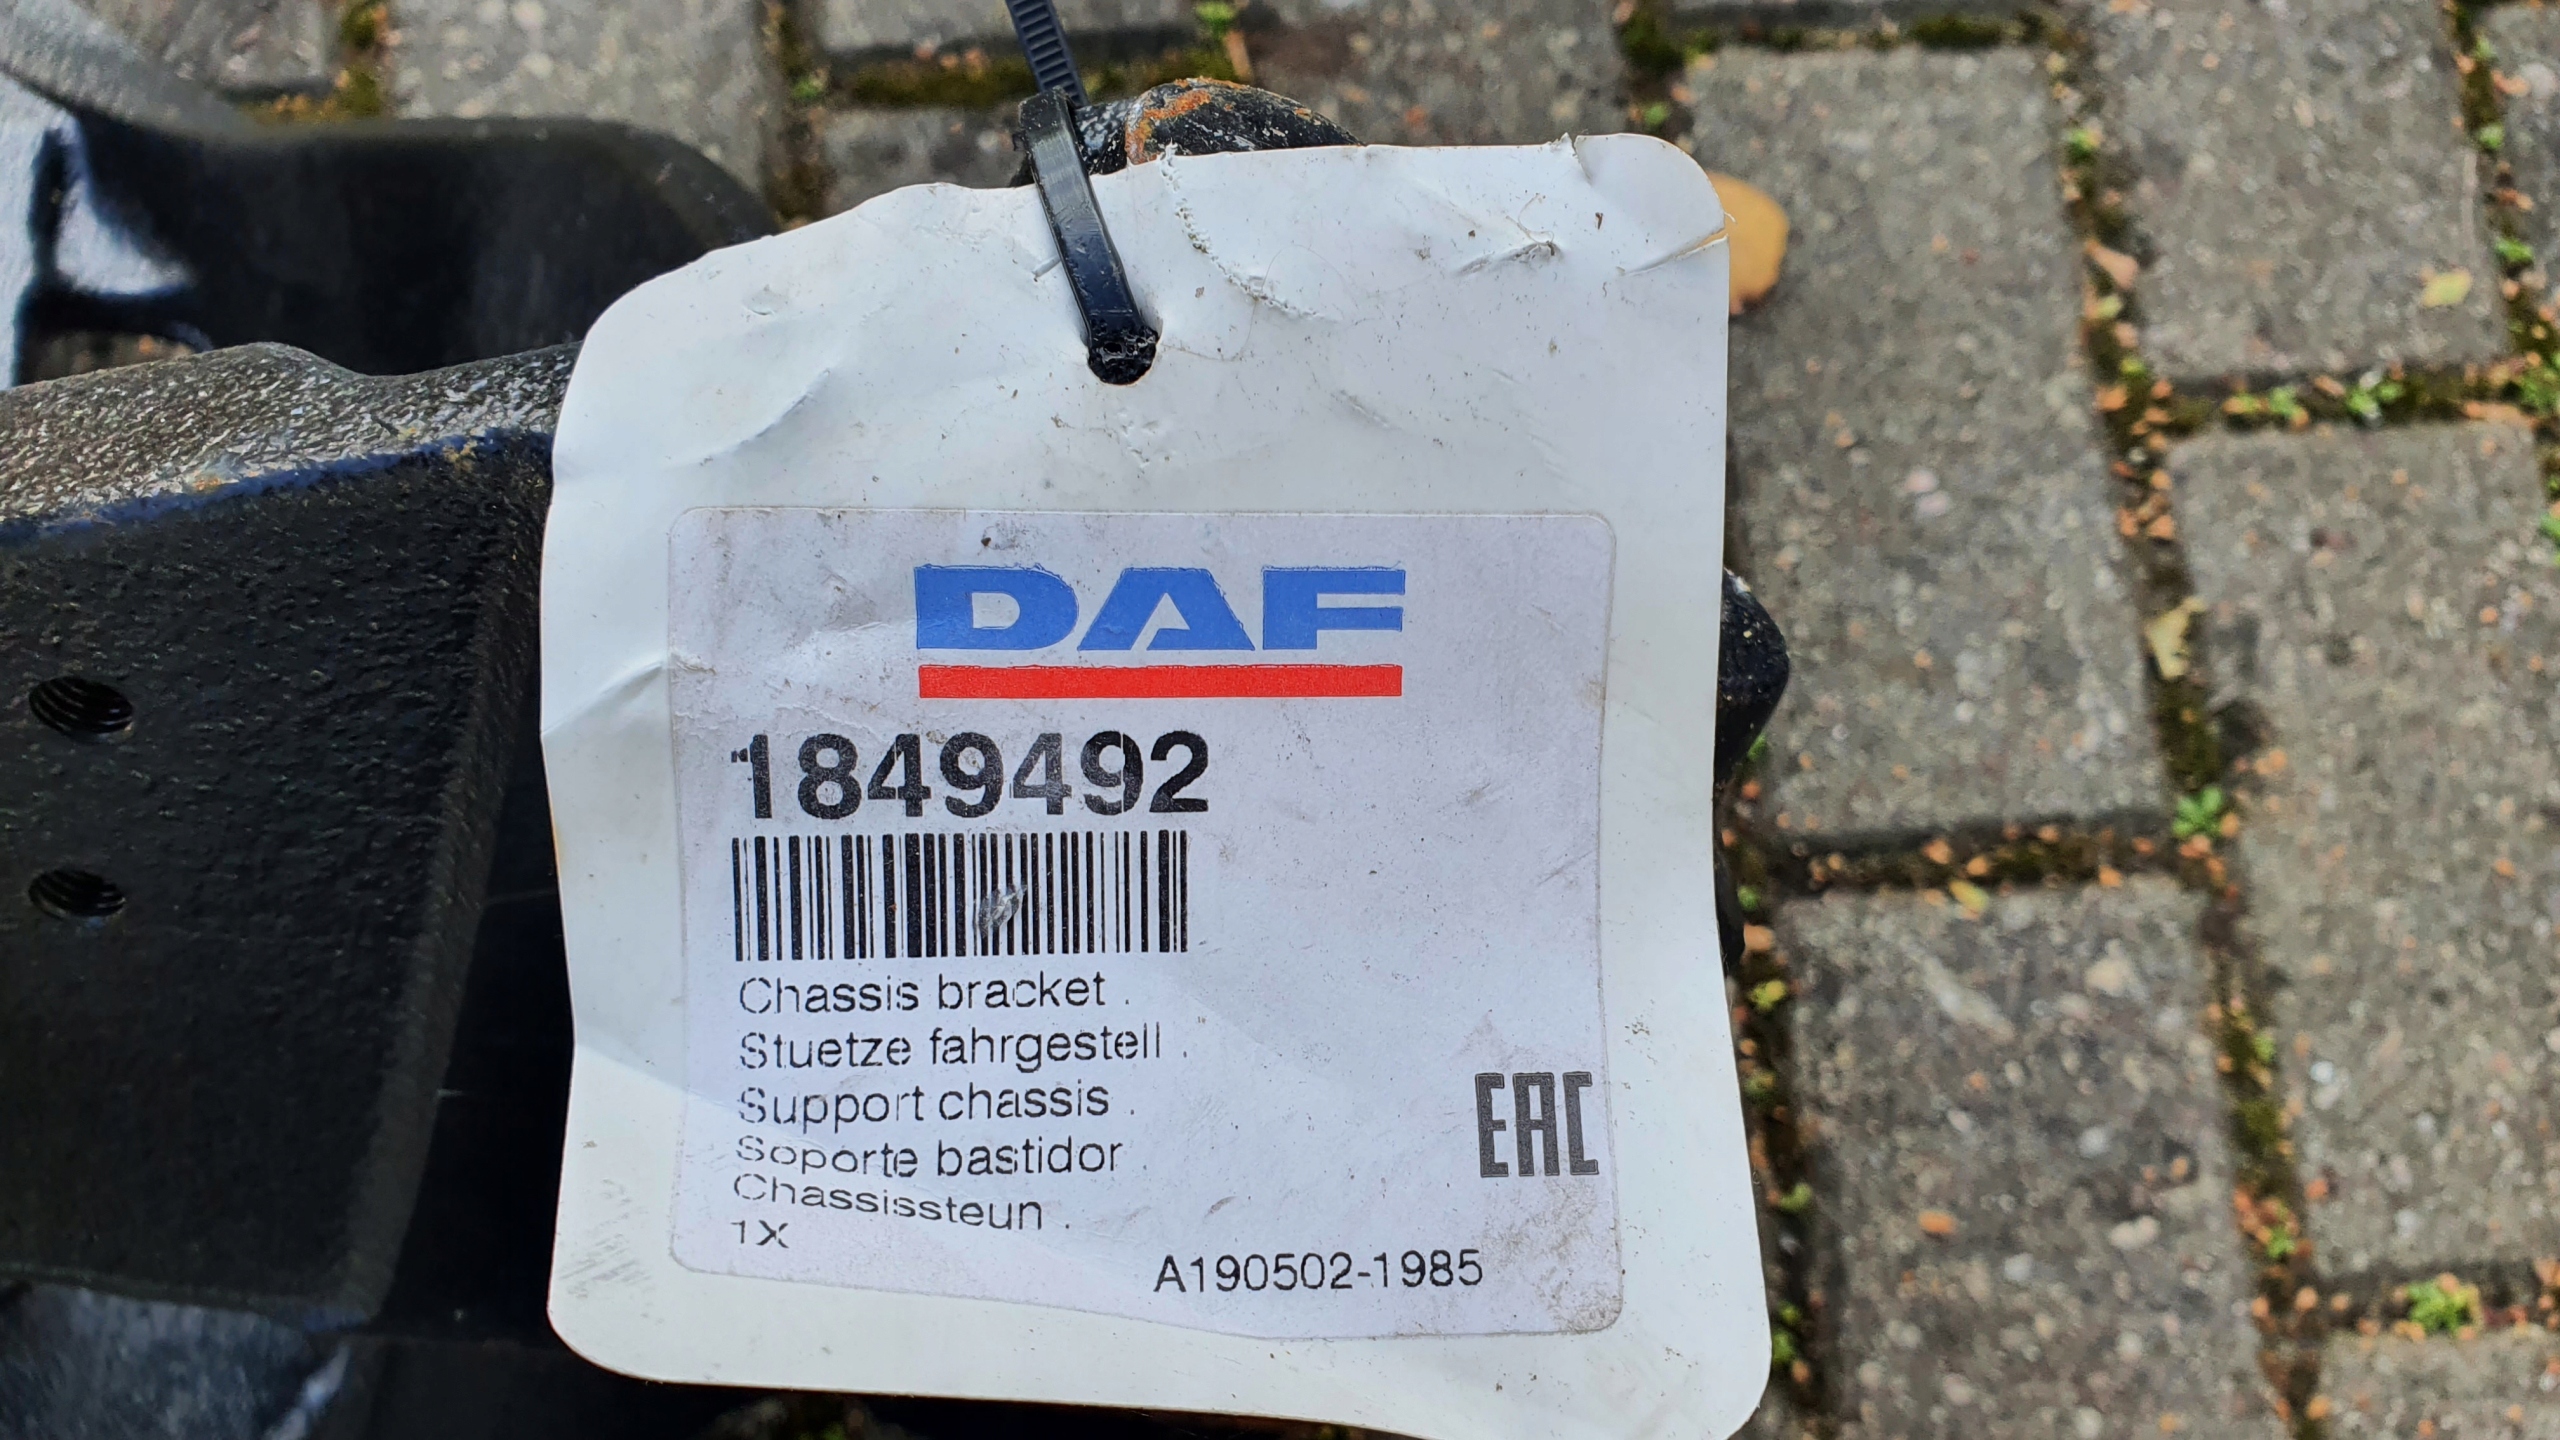 DAF
1849492
Chassis bracket .
Stuetze fahrgestell .
Support chassis .
Soporte bastidor .
Chassissteun .
1X
EAC
A190502-1985